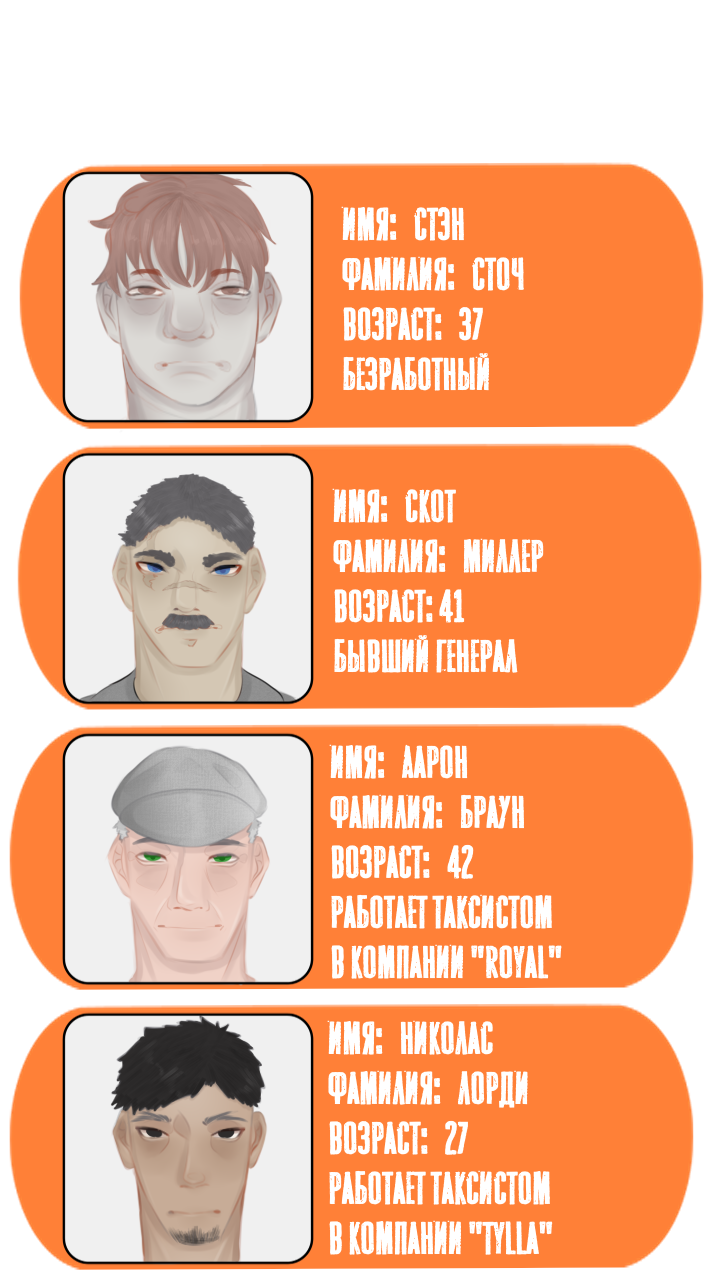 ИМЯ: СТЭН
ФАМИЛИЯ: СТОЧ
ВОЗРАСТ: 37
БЕЗРАБОТНЫЙ
ИМЯ: СКОТ
ФАМИЛИЯ: МИЛЛЕР
ВОЗРАСТ: 41
БЫВШИЙ ГЕНЕРАЛ
ИМЯ: ААРОН
ФАМИЛИЯ: БРАУН
ВОЗРАСТ: 42
РАБОТАЕТ ТАКСИСТОМ
В КОМПАНИИ "ROYAL"
ИМЯ: НИКОЛАС
ФАМИЛИЯ: ЛОРДИ
ВОЗРАСТ: 27
РАБОТАЕТ ТАКСИСТОМ
В КОМПАНИИ "TYLLA"